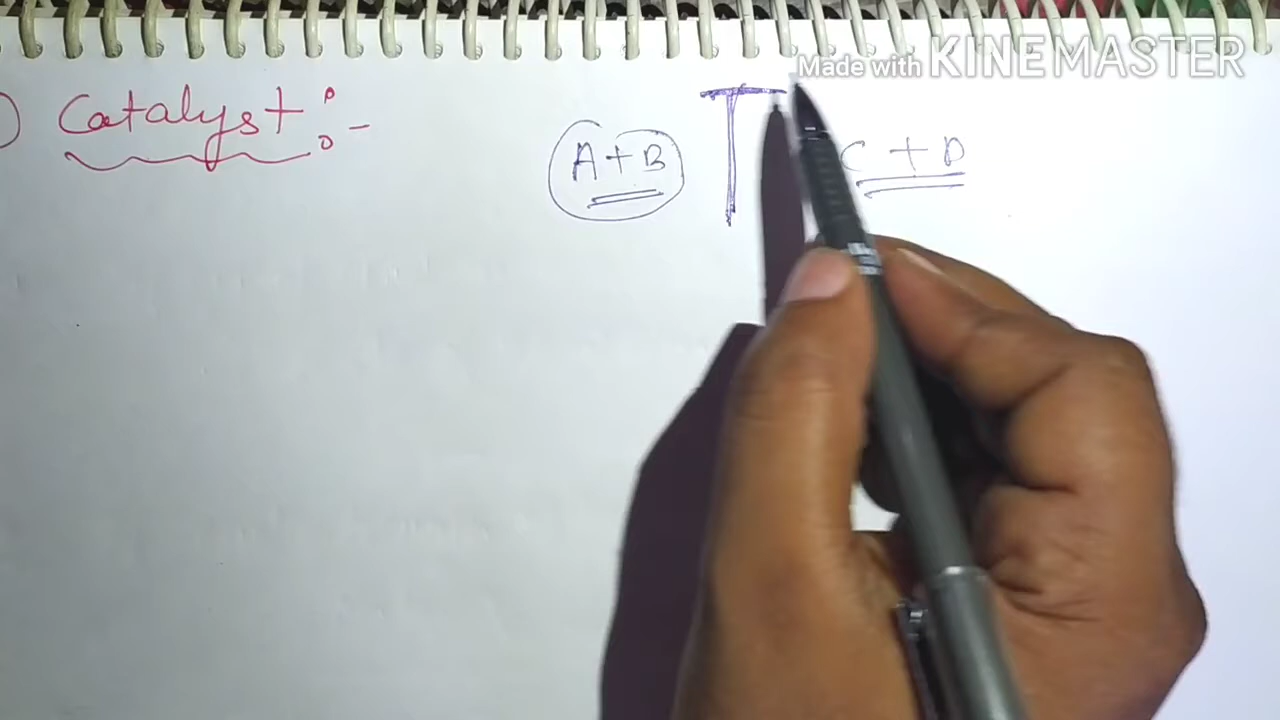 Made with KINEMASTER
) Catalyst :-
A + B C + D